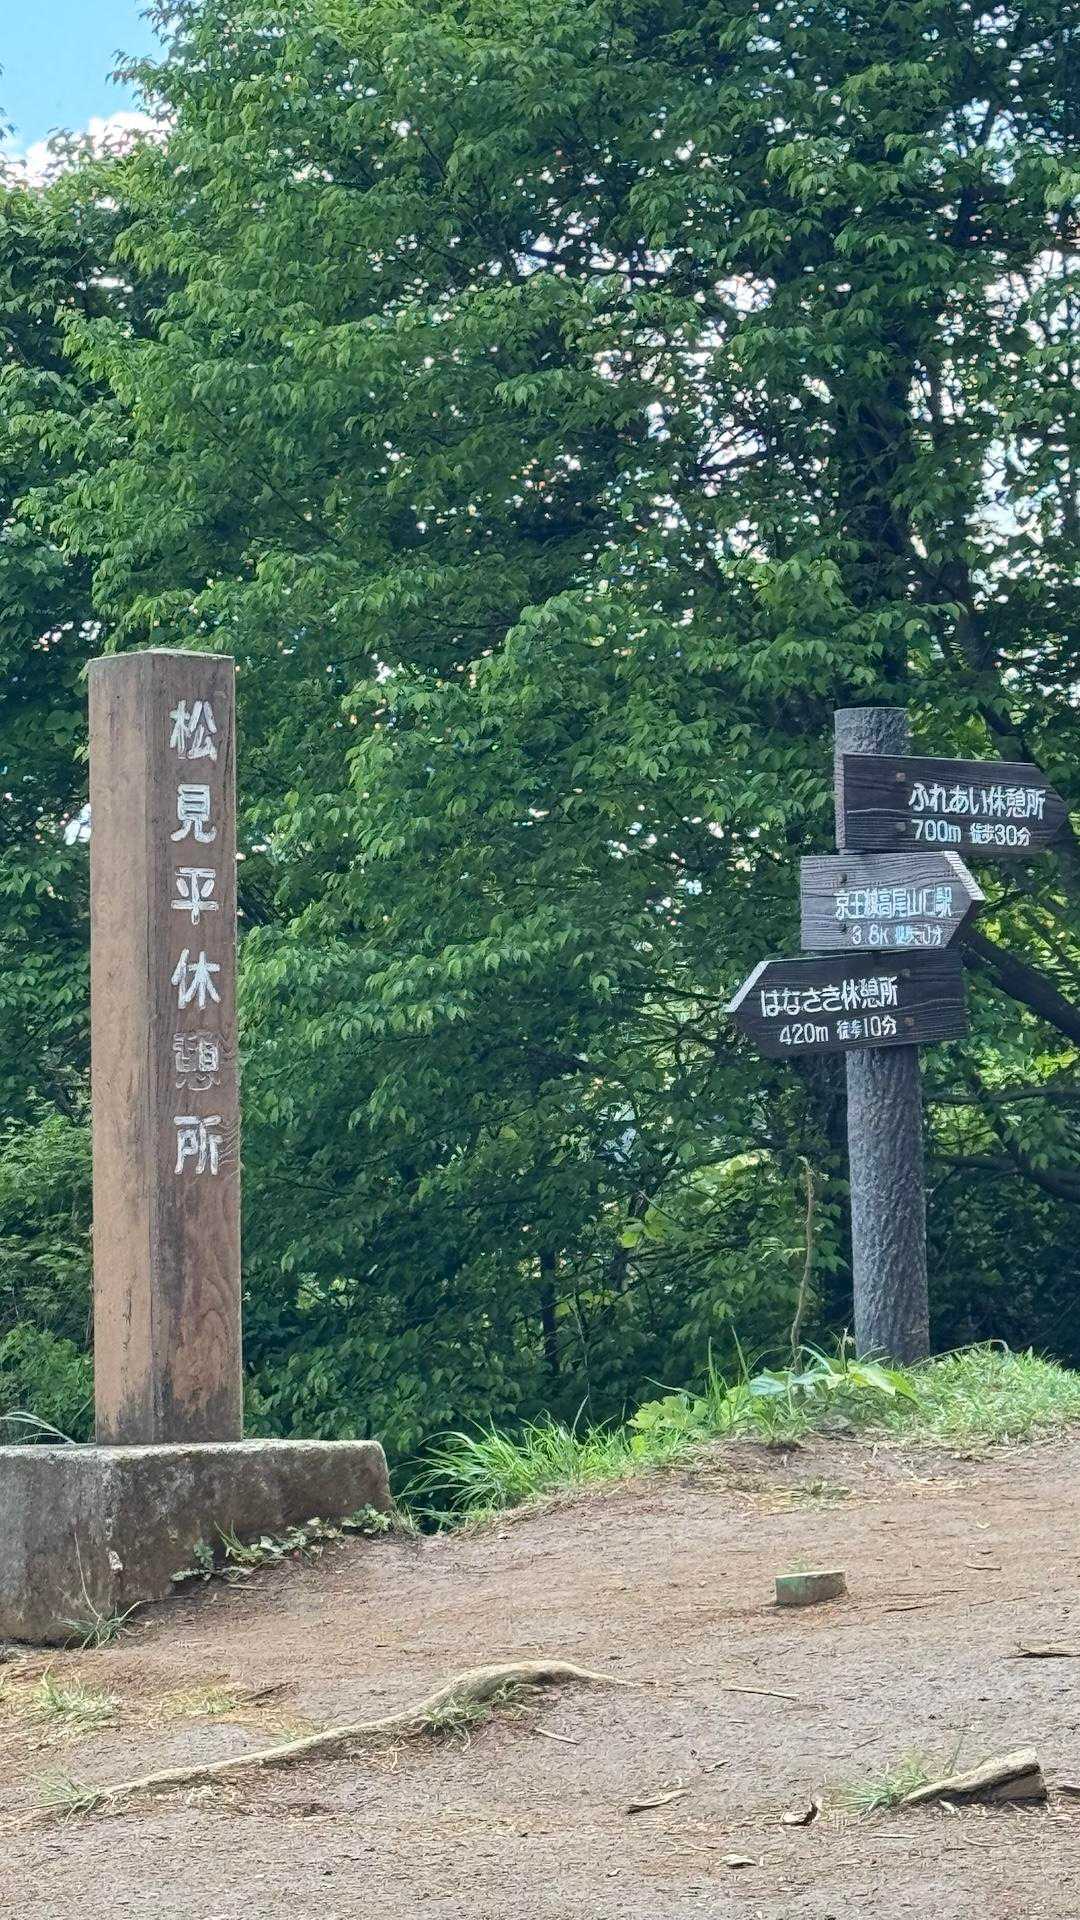 松見平休憩所
ふれあい休憩所
700m 徒歩30分
京王線高尾山口駅
3.8K 徒歩
はなさき休憩所
420m 徒歩10分